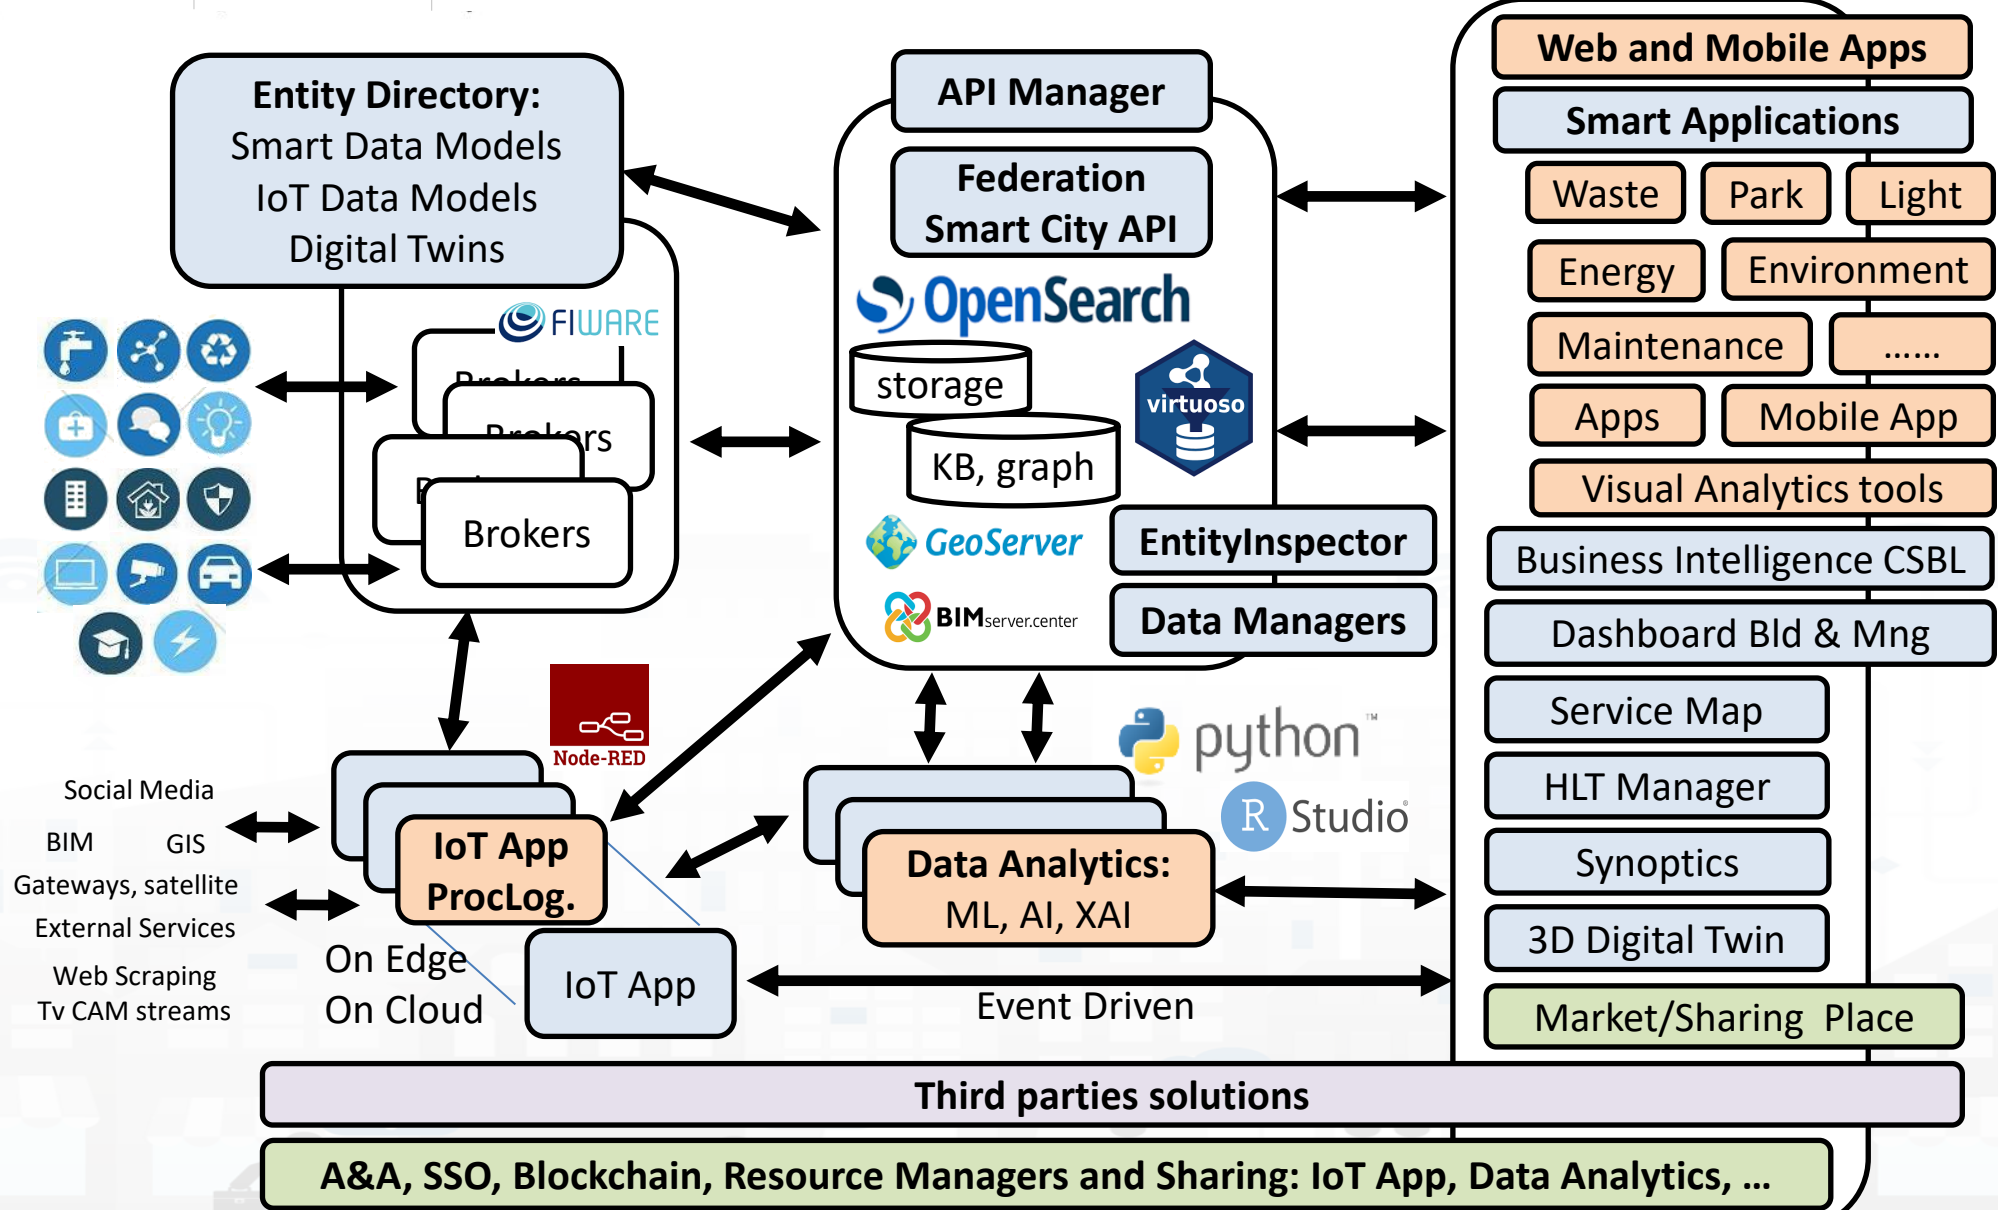 Entity Directory:
Smart Data Models
IoT Data Models
Digital Twins
FIWARE
Brokers
Brokers
Brokers
Social Media
BIM GIS
Gateways, satellite
External Services
Web Scraping
Tv CAM streams
Node-RED
IoT App
ProcLog.
On Edge
On Cloud
IoT App
API Manager
Federation
Smart City API
OpenSearch
storage
virtuoso
KB, graph
GeoServer
EntityInspector
BIMserver.center
Data Managers
python™
R Studio®
Data Analytics:
ML, AI, XAI
Event Driven
Web and Mobile Apps
Smart Applications
Waste Park Light
Energy Environment
Maintenance ……
Apps Mobile App
Visual Analytics tools
Business Intelligence CSBL
Dashboard Bld & Mng
Service Map
HLT Manager
Synoptics
3D Digital Twin
Market/Sharing Place
Third parties solutions
A&A, SSO, Blockchain, Resource Managers and Sharing: IoT App, Data Analytics, ...